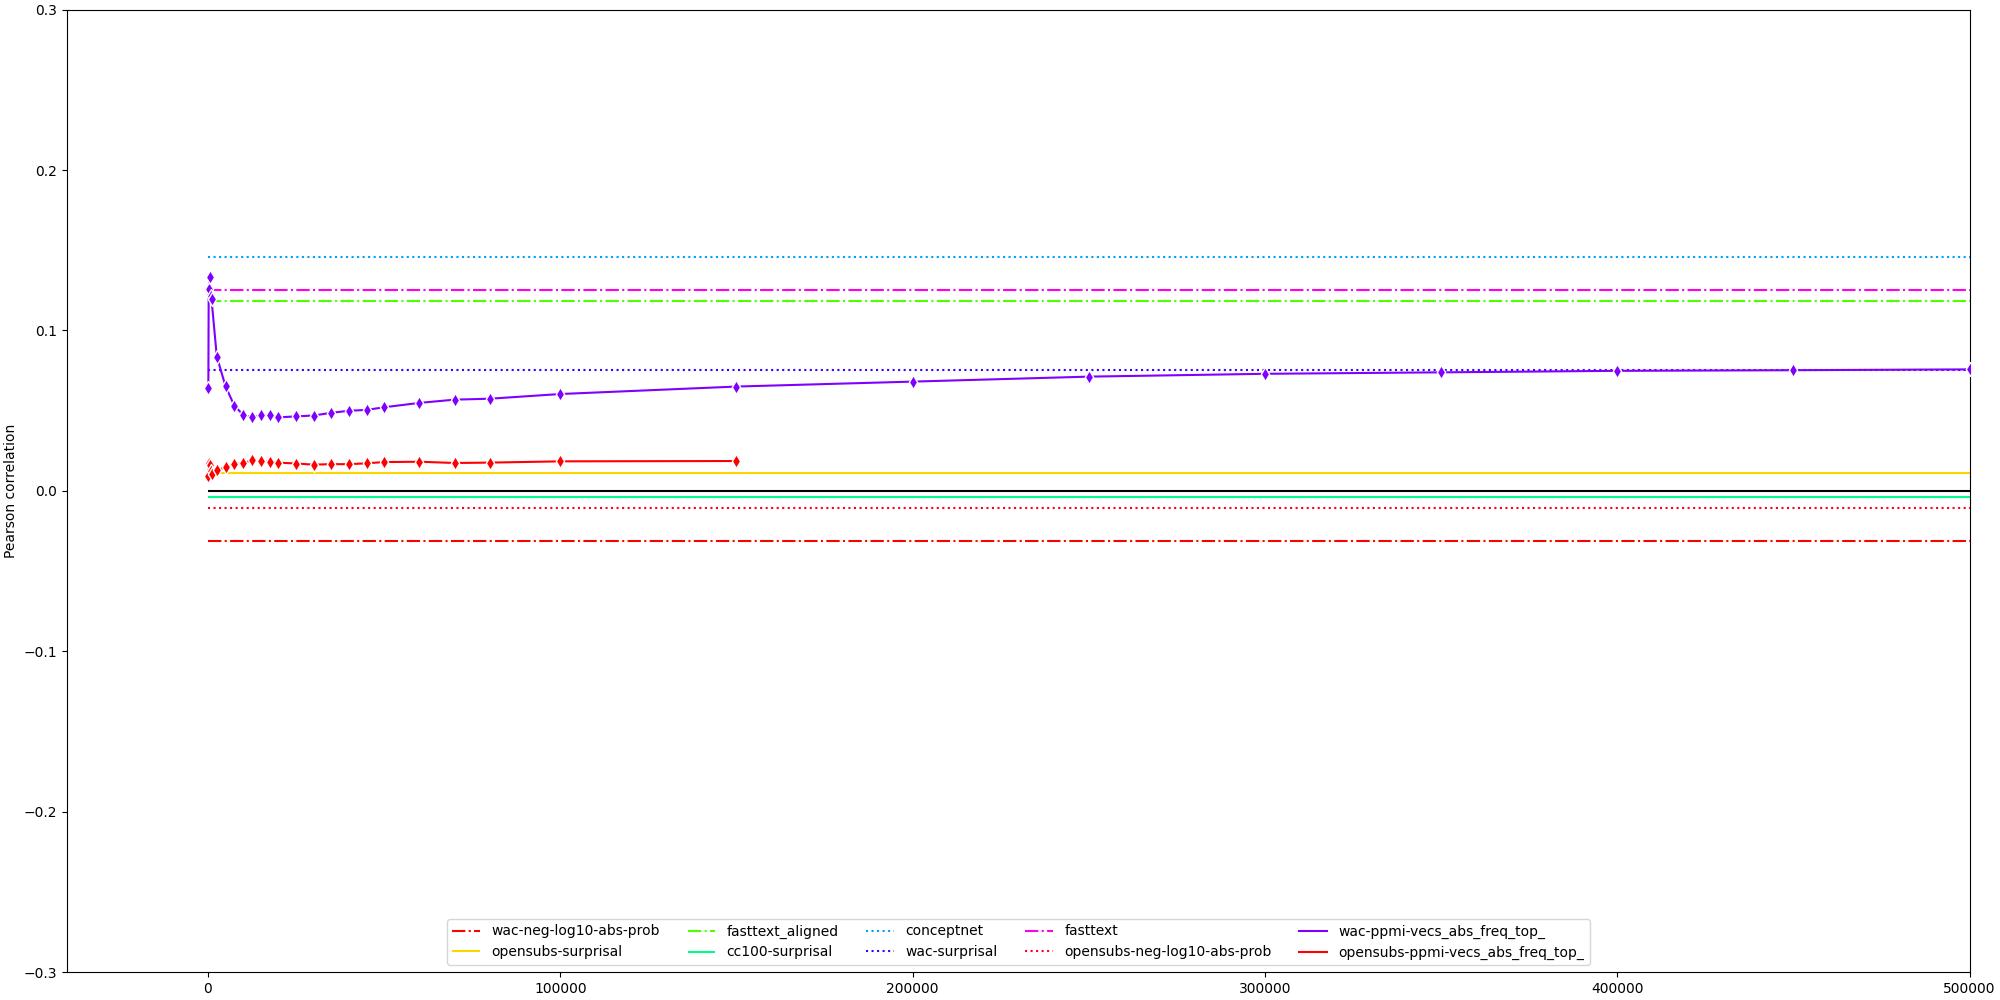 0.3
0.2
0.1
0.0
−0.1
−0.2
−0.3
Pearson correlation
wac-neg-log10-abs-prob
opensubs-surprisal
fasttext_aligned
cc100-surprisal
conceptnet
wac-surprisal
fasttext
opensubs-neg-log10-abs-prob
wac-ppmi-vecs_abs_freq_top_
opensubs-ppmi-vecs_abs_freq_top_
0 100000 200000 300000 400000 500000